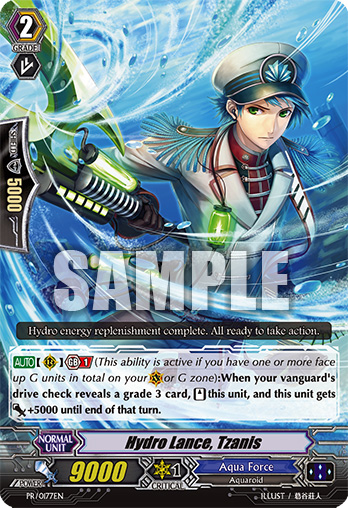 2
GRADE
SHIELD
5000
SAMPLE
Hydro energy replenishment complete. All ready to take action.
AUTO [RC] GB 1 (This ability is active if you have one or more face
up G units in total on your VC or G zone):When your vanguard's
drive check reveals a grade 3 card, [ ] this unit, and this unit gets
+5000 until end of that turn.
NORMAL
UNIT
Hydro Lance, Tzanis
POWER
9000
1
CRITICAL
Aqua Force
Aquaroid
PR/0177EN
ILLUST / 碧谷荘人